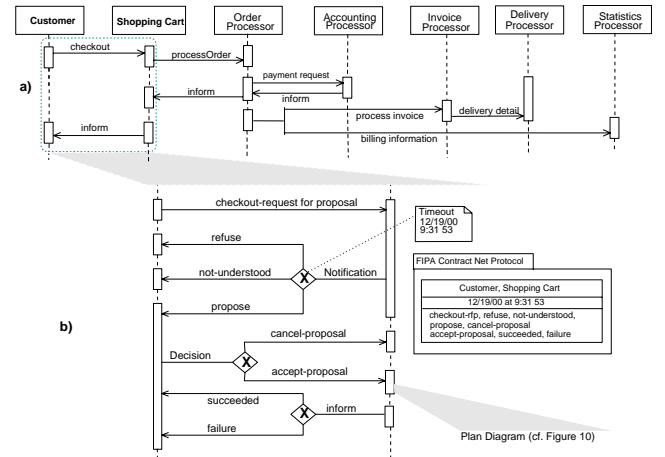 Customer
Shopping Cart
Order
Processor
Accounting
Processor
Invoice
Processor
Delivery
Processor
Statistics
Processor
checkout
processOrder
a)
payment request
inform
inform
process invoice
delivery detail
inform
billing information
checkout-request for proposal
Timeout
12/19/00
9:31 53
refuse
X
not-understood
Notification
FIPA Contract Net Protocol
Customer, Shopping Cart
12/19/00 at 9:31 53
checkout-rfp, refuse, not-understood,
propose, cancel-proposal
accept-proposal, succeeded, failure
propose
b)
cancel-proposal
Decision
X
accept-proposal
succeeded
X
inform
failure
Plan Diagram (cf. Figure 10)